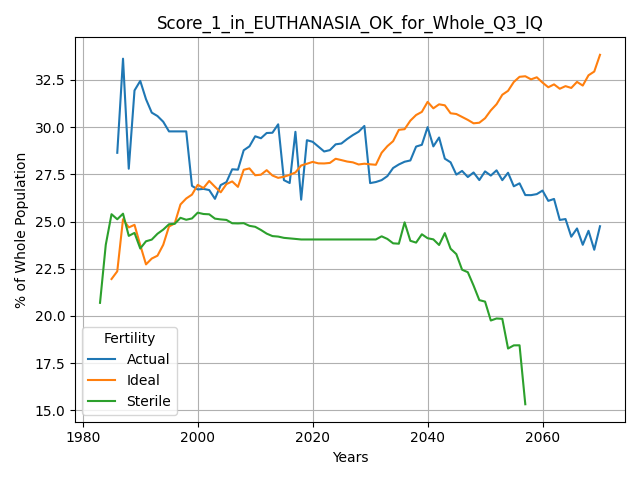 Score_1_in_EUTHANASIA_OK_for_Whole_Q3_IQ
% of Whole Population
32.5
30.0
27.5
25.0
22.5
20.0
17.5
15.0
Fertility
Actual
Ideal
Sterile
1980
2000
2020
2040
2060
Years